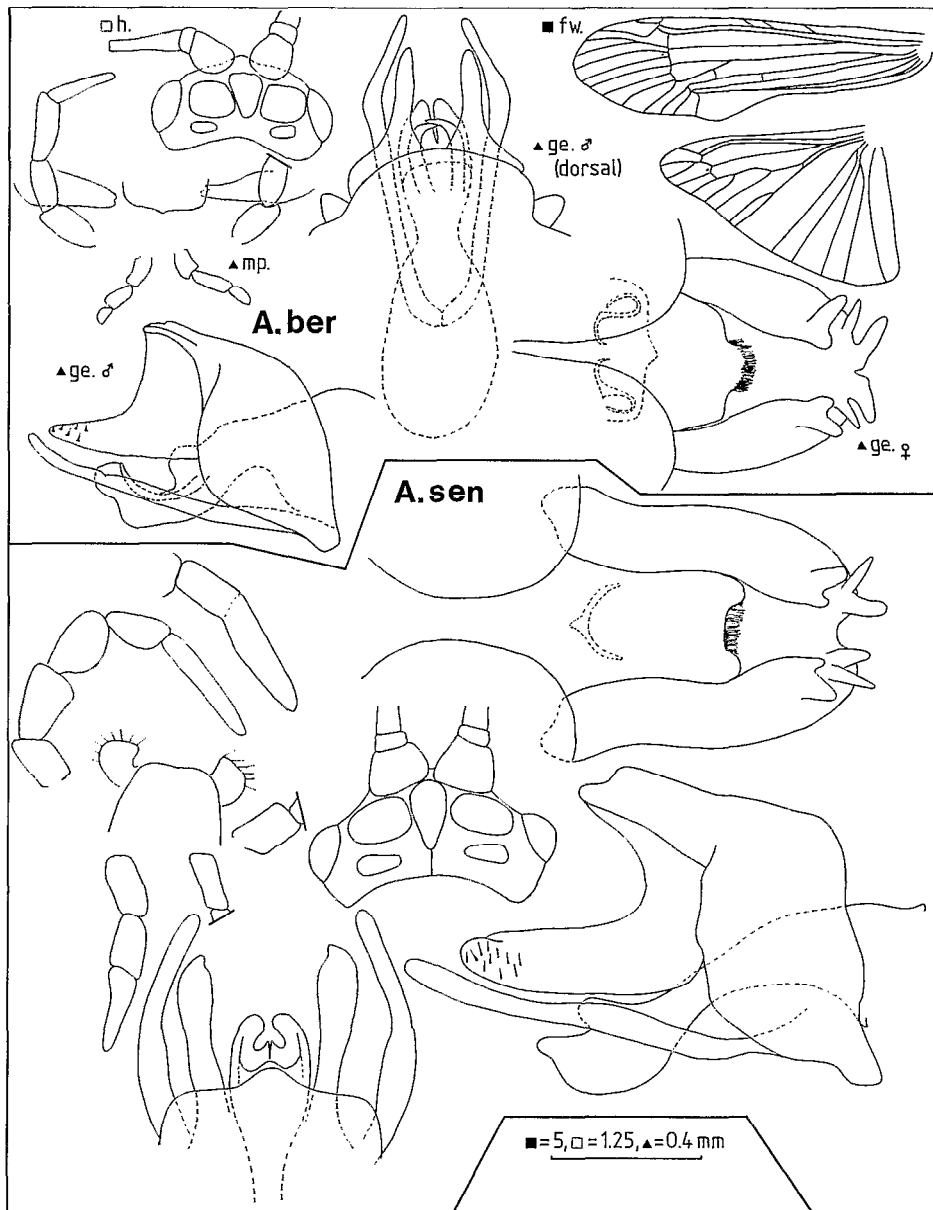 □ h.
■ fw.
▲ ge. ♂
(dorsal)
▲ mp.
A. ber
▲ ge. ♂
▲ ge. ♀
A. sen
■=5, □=1.25, ▲=0.4 mm